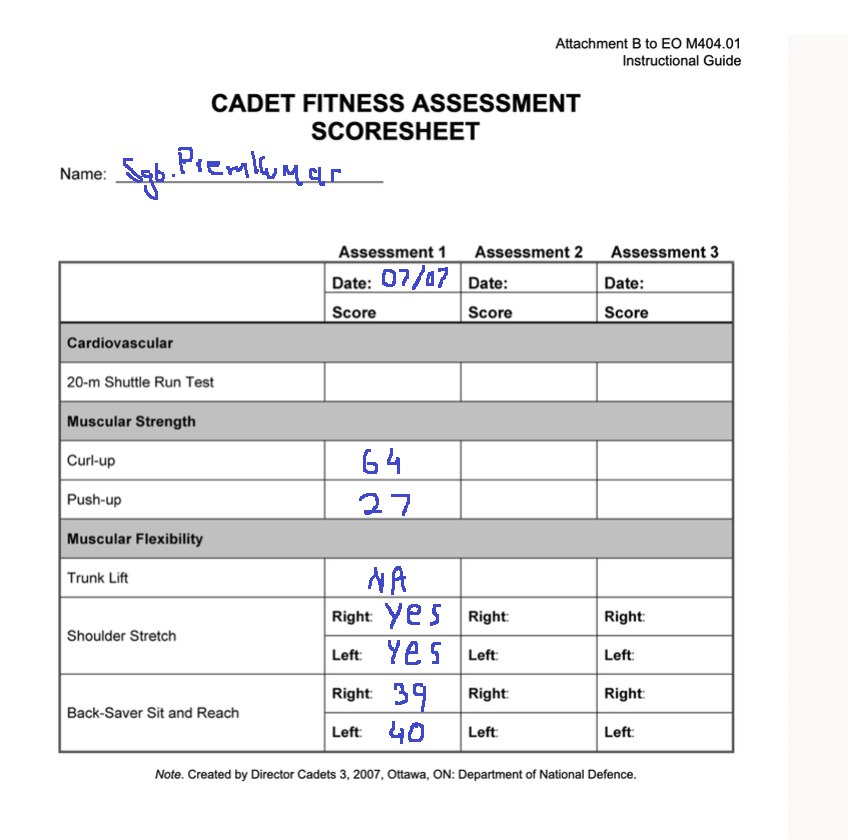 Attachment B to EO M404.01
Instructional Guide
CADET FITNESS ASSESSMENT
SCORESHEET
Name: Sgb. Premkumar
Assessment 1 Assessment 2 Assessment 3
Date: 07/07 Date: Date:
Score Score Score
Cardiovascular
20-m Shuttle Run Test
Muscular Strength
Curl-up 64
Push-up 27
Muscular Flexibility
Trunk Lift NA
Shoulder Stretch
Right: yes Right: Right:
Left: yes Left: Left:
Back-Saver Sit and Reach
Right: 39 Right: Right:
Left: 40 Left: Left:
Note. Created by Director Cadets 3, 2007, Ottawa, ON: Department of National Defence.